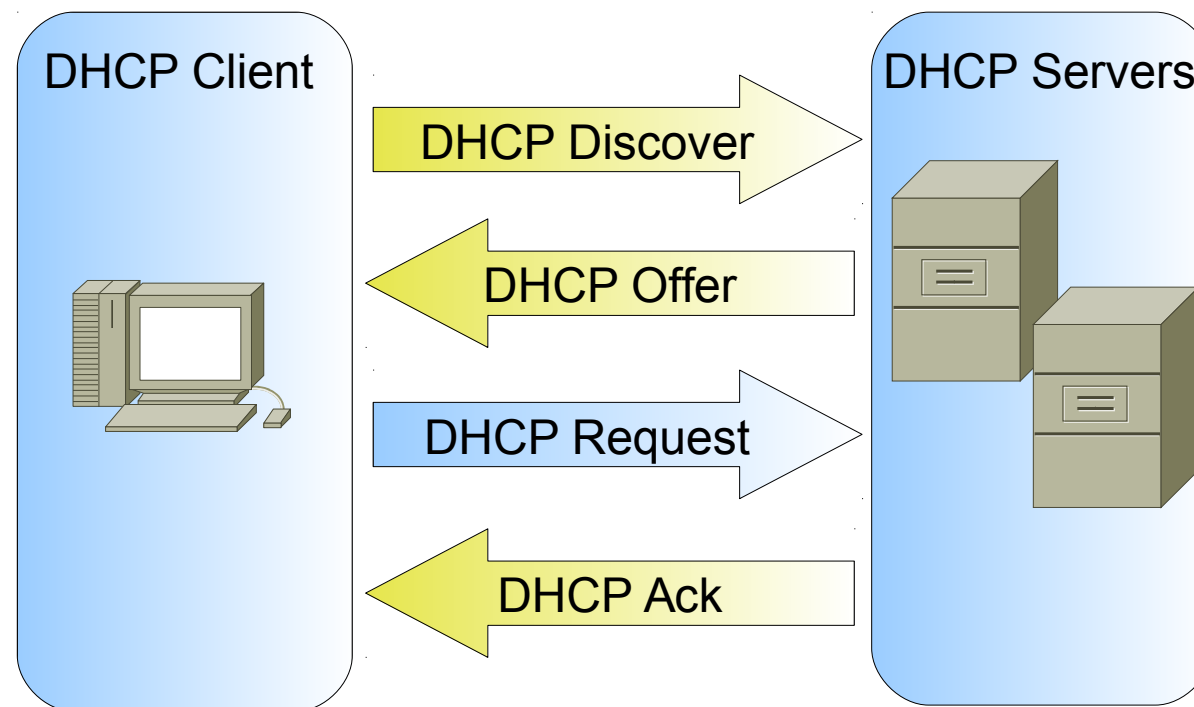 DHCP Client
DHCP Servers
DHCP Discover
DHCP Offer
DHCP Request
DHCP Ack